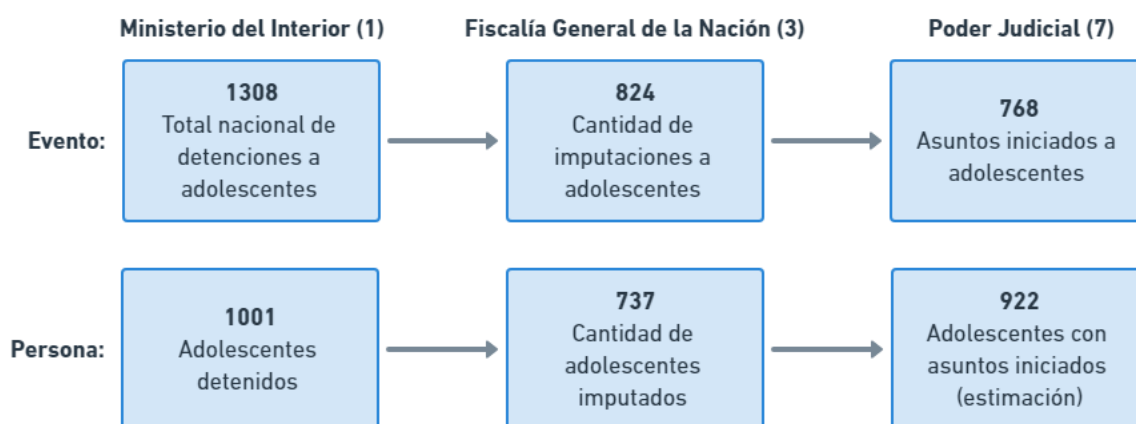 Ministerio del Interior (1)
Fiscalía General de la Nación (3)
Poder Judicial (7)
Evento:
1308
Total nacional de
detenciones a
adolescentes
824
Cantidad de
imputaciones a
adolescentes
768
Asuntos iniciados a
adolescentes
Persona:
1001
Adolescentes
detenidos
737
Cantidad de
adolescentes
imputados
922
Adolescentes con
asuntos iniciados
(estimación)